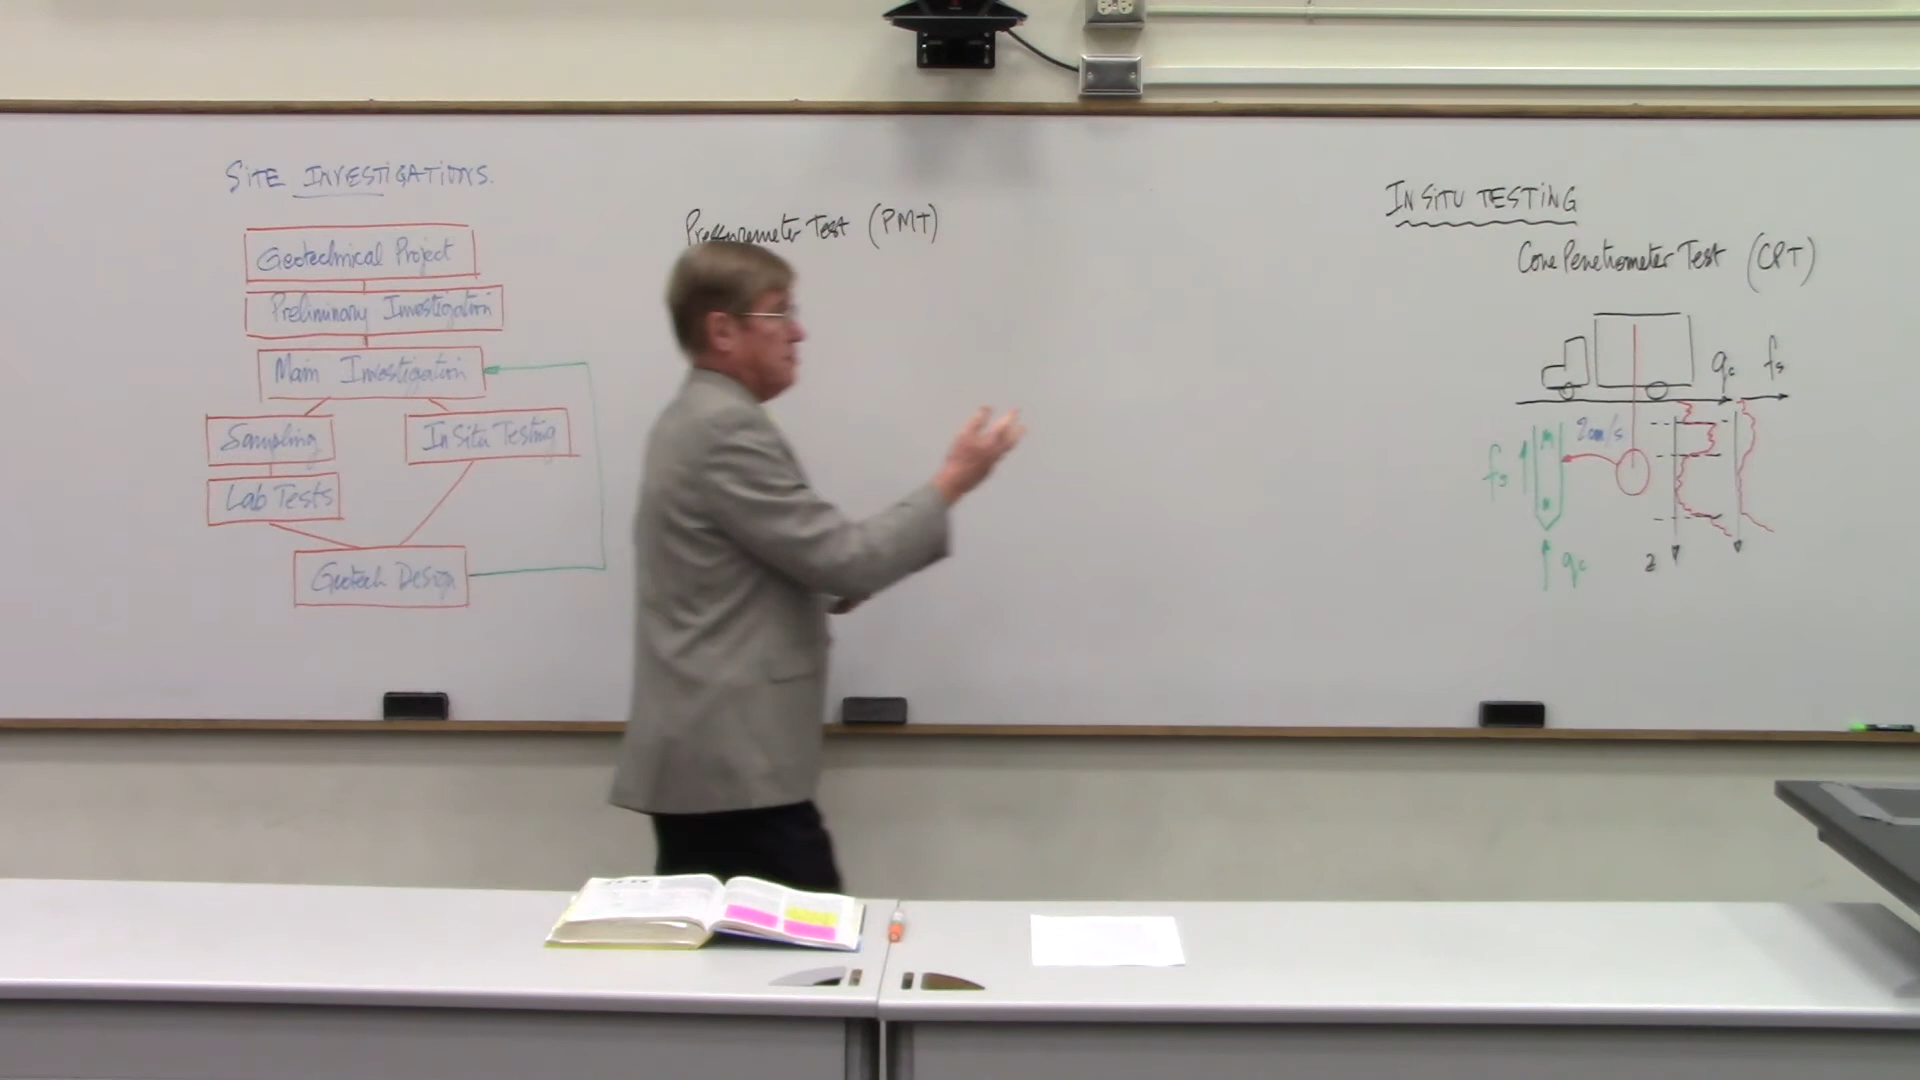 SITE INVESTIGATIONS.
Geotechnical Project
Preliminary Investigation
Main Investigation
Sampling
In Situ Testing
Lab Tests
Geotech Design
Pressuremeter Test (PMT)
IN SITU TESTING
Cone Penetrometer Test (CPT)
qc fs
2cm/s
fs
qc
z